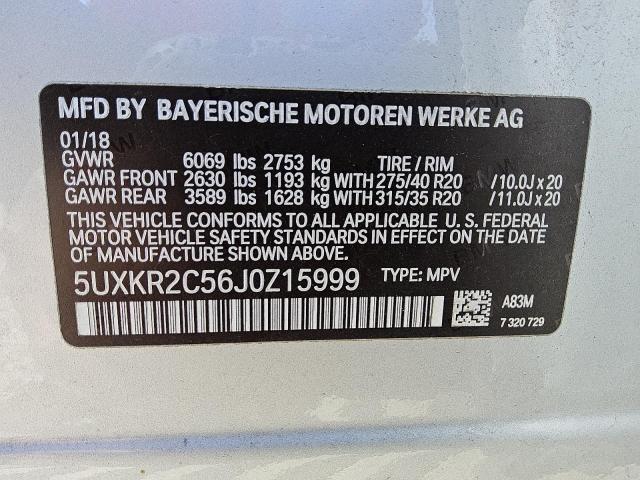 MFD BY BAYERISCHE MOTOREN WERKE AG
01/18
GVWR 6069 lbs 2753 kg TIRE / RIM
GAWR FRONT 2630 lbs 1193 kg WITH 275/40 R20 /10.0J x 20
GAWR REAR 3589 lbs 1628 kg WITH 315/35 R20 /11.0J x 20
THIS VEHICLE CONFORMS TO ALL APPLICABLE U. S. FEDERAL
MOTOR VEHICLE SAFETY STANDARDS IN EFFECT ON THE DATE
OF MANUFACTURE SHOWN ABOVE.
5UXKR2C56J0Z15999 TYPE: MPV
A83M
7 320 729